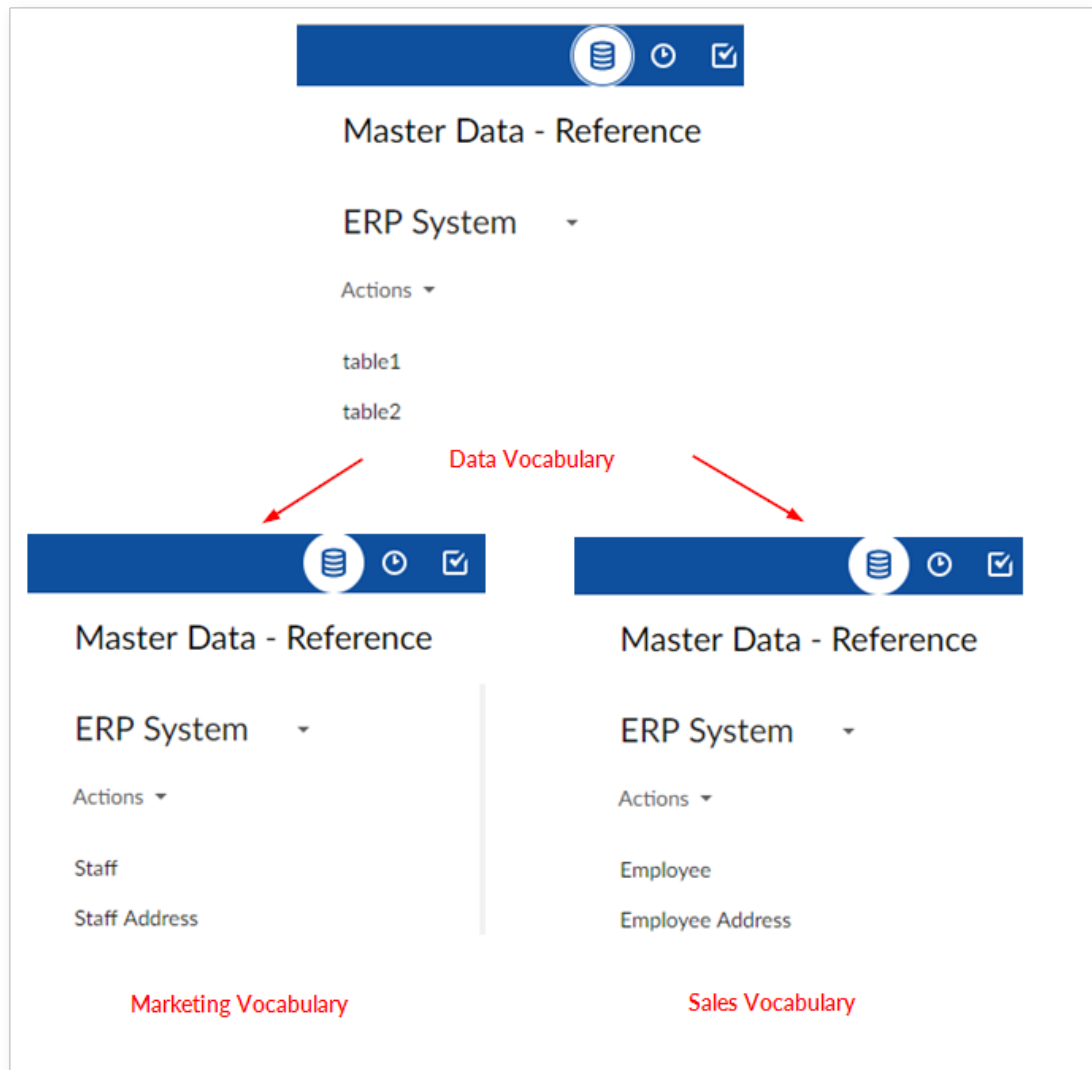 Master Data - Reference
ERP System
Actions
table1
table2
Data Vocabulary
Master Data - Reference
ERP System
Actions
Staff
Staff Address
Marketing Vocabulary
Master Data - Reference
ERP System
Actions
Employee
Employee Address
Sales Vocabulary